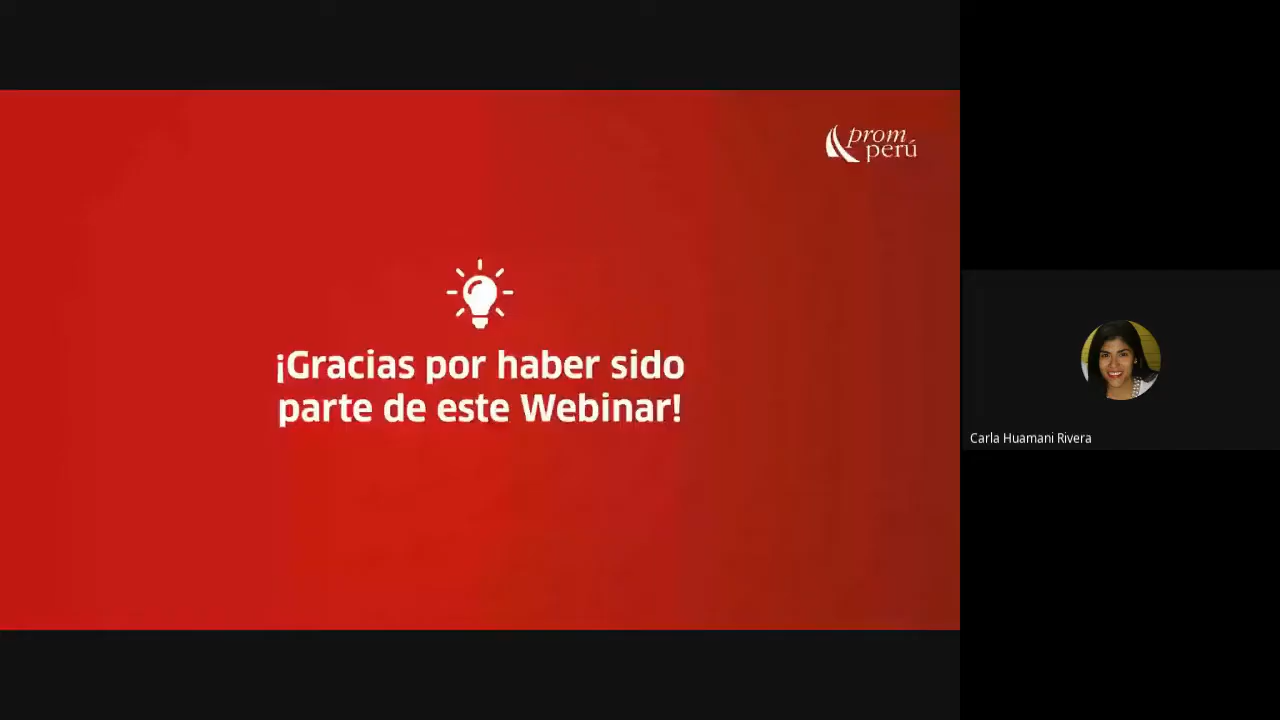 prom
perú
¡Gracias por haber sido
parte de este Webinar!
Carla Huamani Rivera